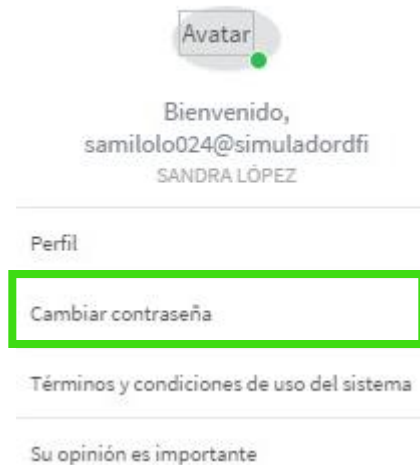 Avatar
Bienvenido,
samilolo024@simuladordfi
SANDRA LÓPEZ
Perfil
Cambiar contraseña
Términos y condiciones de uso del sistema
Su opinión es importante